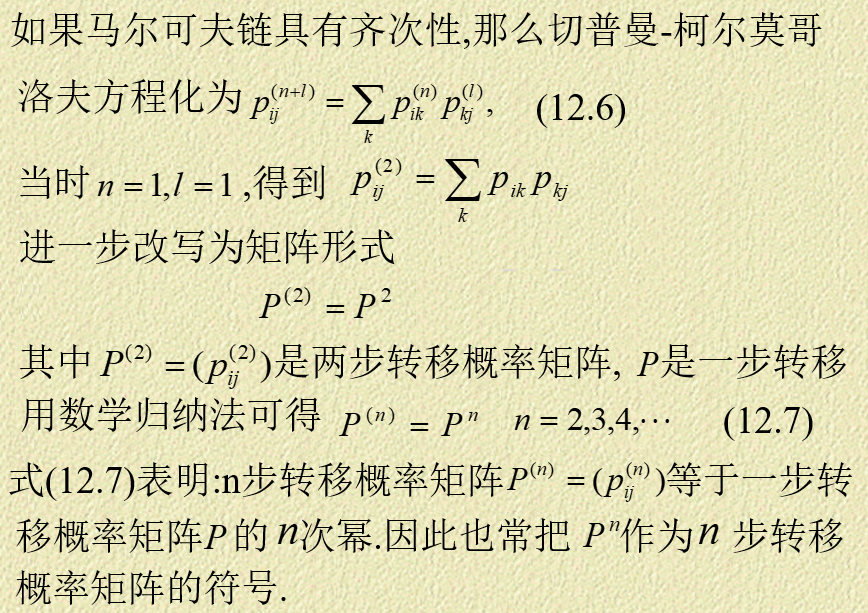 如果马尔可夫链具有齐次性,那么切普曼-柯尔莫哥
洛夫方程化为 p_{ij}^{(n+l)} = \sum_{k} p_{ik}^{(n)} p_{kj}^{(l)}, (12.6)
当时 n = 1,l = 1 ,得到 p_{ij}^{(2)} = \sum_{k} p_{ik} p_{kj}
进一步改写为矩阵形式
P^{(2)} = P^{2}
其中 P^{(2)} = (p_{ij}^{(2)})是两步转移概率矩阵, P是一步转移
用数学归纳法可得 P^{(n)} = P^{n} n = 2,3,4,⋯ (12.7)
式(12.7)表明:n步转移概率矩阵P^{(n)} = (p_{ij}^{(n)})等于一步转
移概率矩阵P 的 n次幂.因此也常把 P^{n}作为n 步转移
概率矩阵的符号.